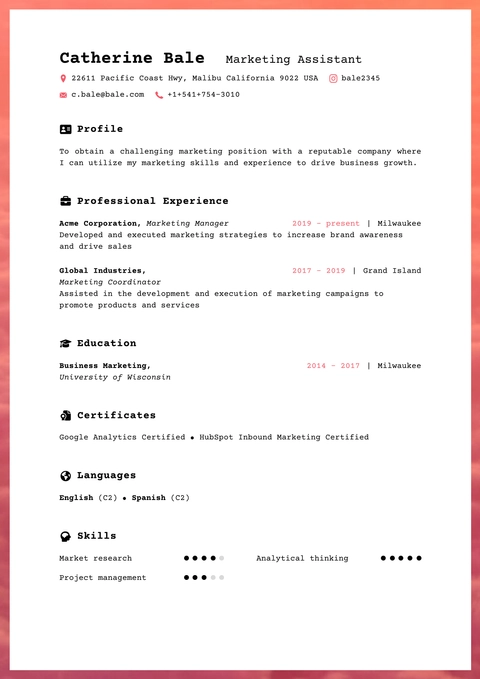 Catherine Bale Marketing Assistant
22611 Pacific Coast Hwy, Malibu California 9022 USA bale2345
c.bale@bale.com +1+541+754-3010
Profile
To obtain a challenging marketing position with a reputable company where
I can utilize my marketing skills and experience to drive business growth.
Professional Experience
Acme Corporation, Marketing Manager 2019 – present | Milwaukee
Developed and executed marketing strategies to increase brand awareness
and drive sales
Global Industries, 2017 – 2019 | Grand Island
Marketing Coordinator
Assisted in the development and execution of marketing campaigns to
promote products and services
Education
Business Marketing, 2014 – 2017 | Milwaukee
University of Wisconsin
Certificates
Google Analytics Certified • HubSpot Inbound Marketing Certified
Languages
English (C2) • Spanish (C2)
Skills
Market research Analytical thinking
Project management